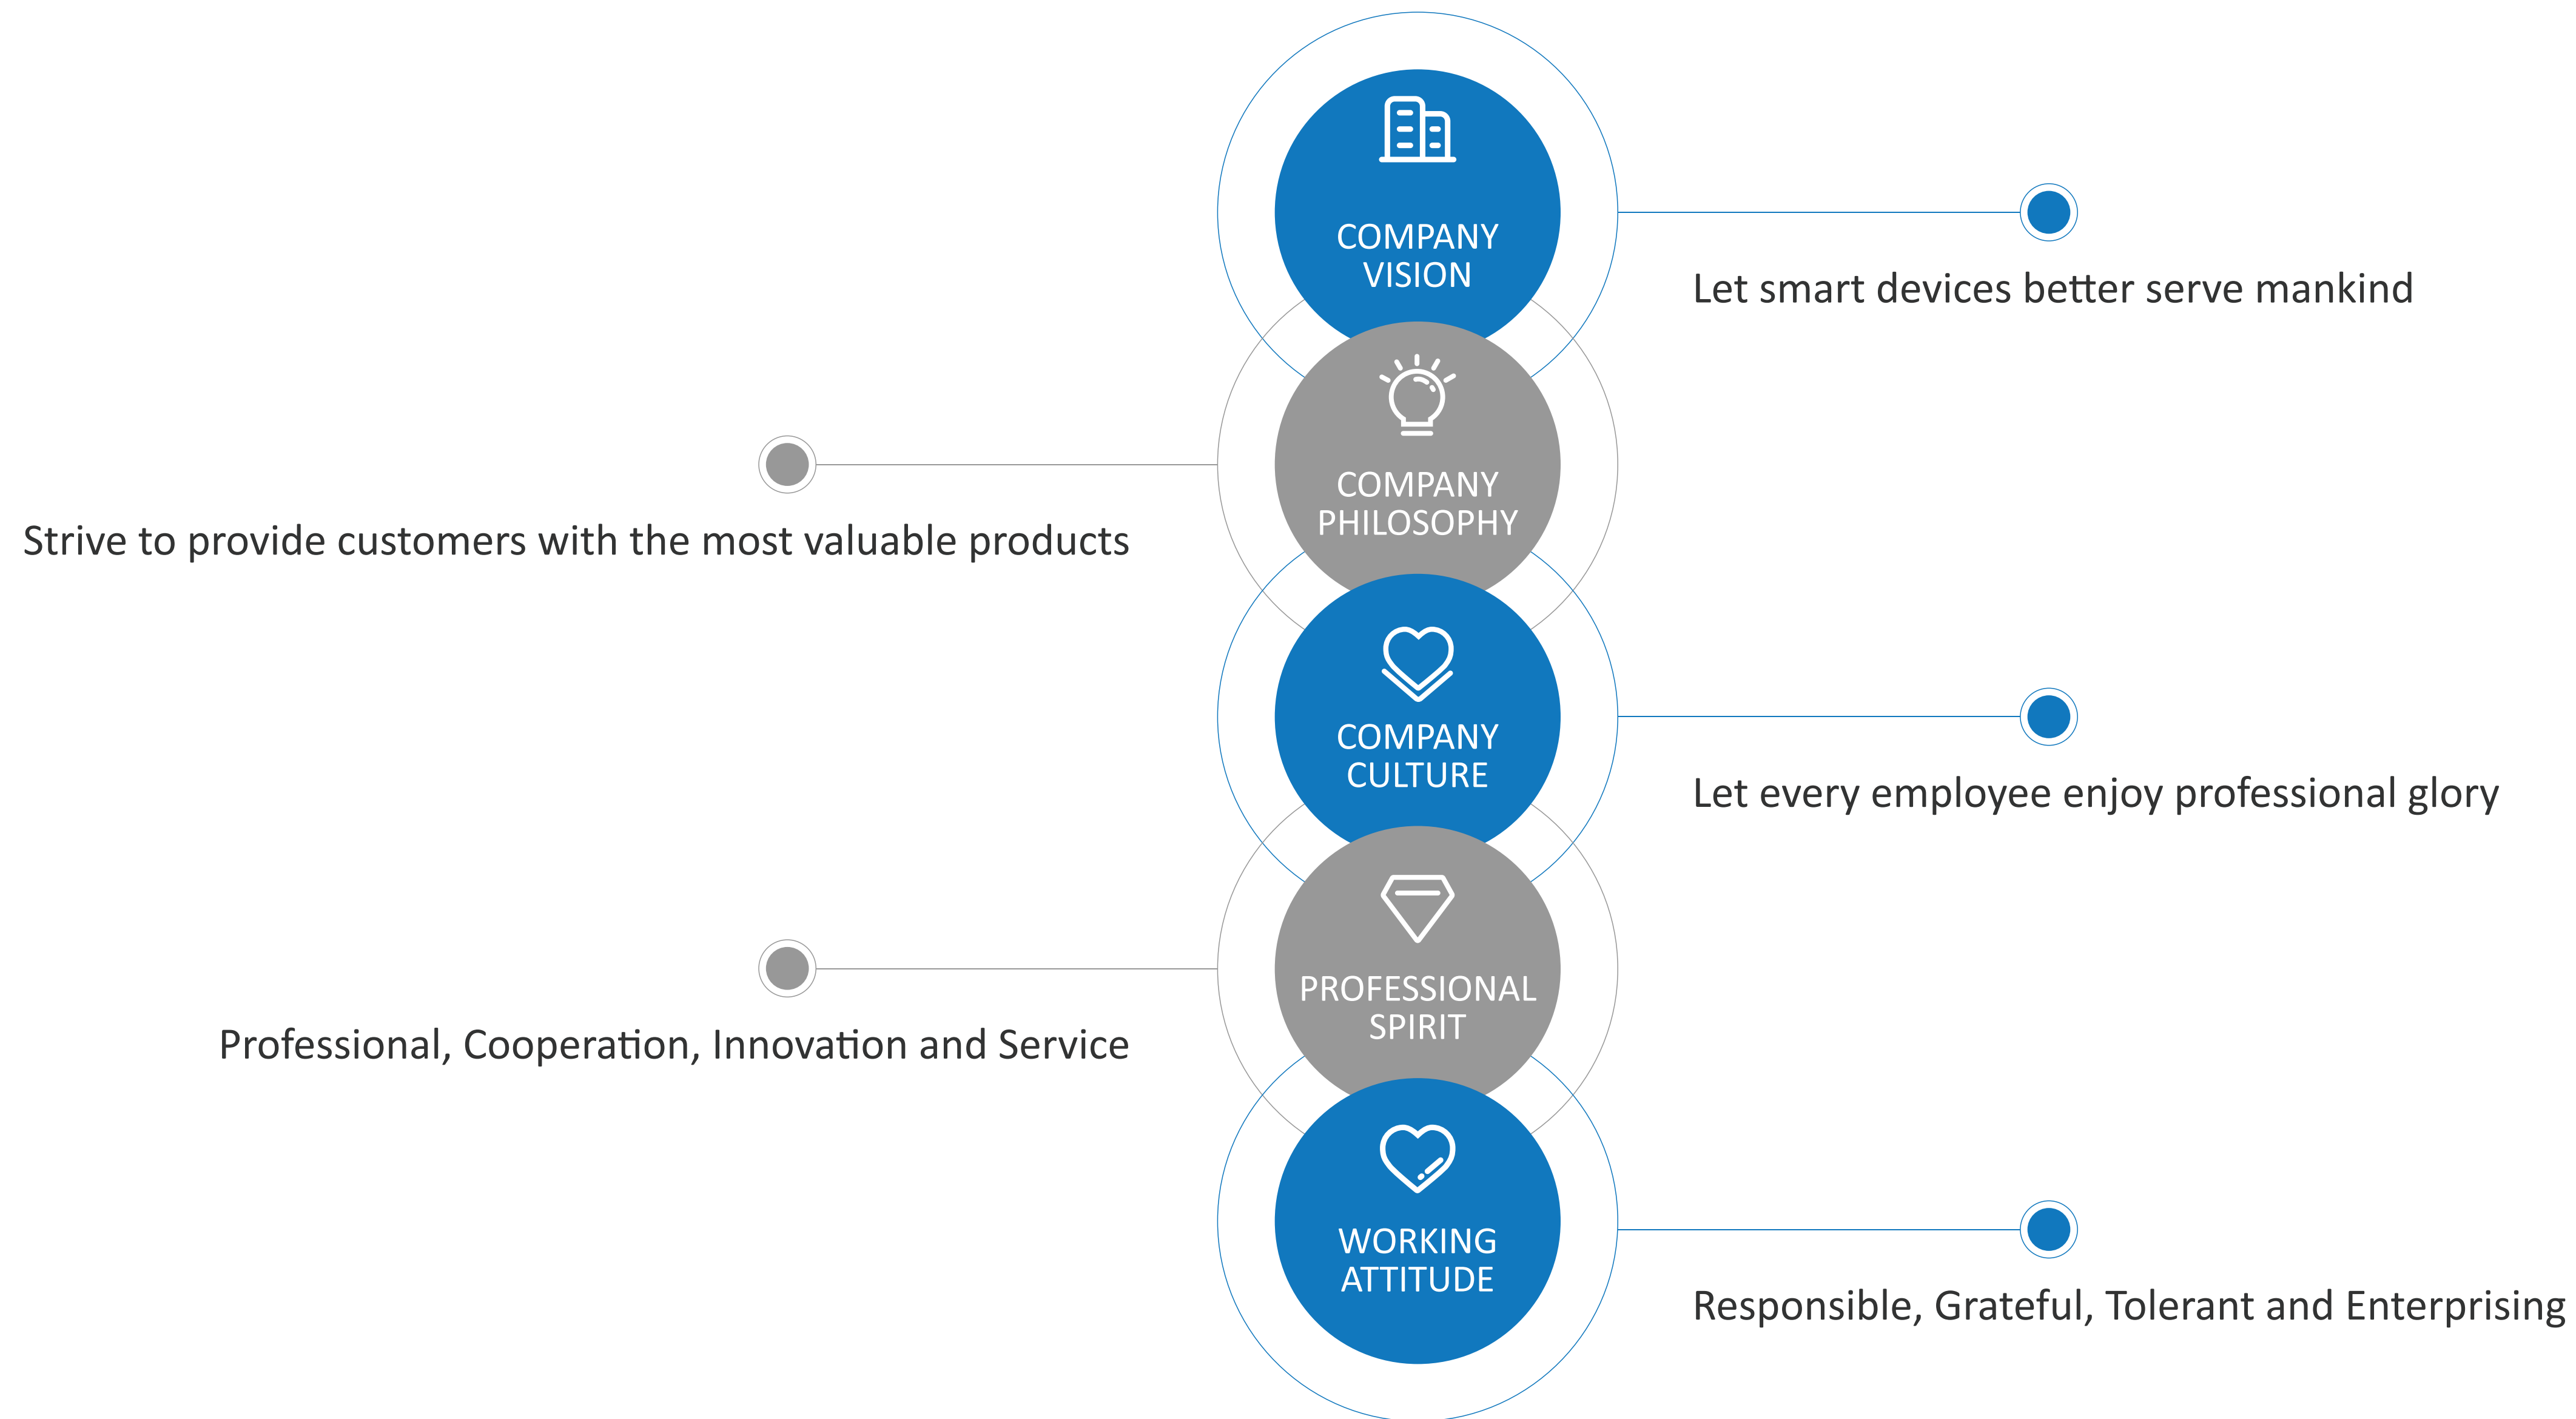 COMPANY
VISION
Let smart devices better serve mankind
COMPANY
PHILOSOPHY
Strive to provide customers with the most valuable products
COMPANY
CULTURE
Let every employee enjoy professional glory
PROFESSIONAL
SPIRIT
Professional, Cooperation, Innovation and Service
WORKING
ATTITUDE
Responsible, Grateful, Tolerant and Enterprising